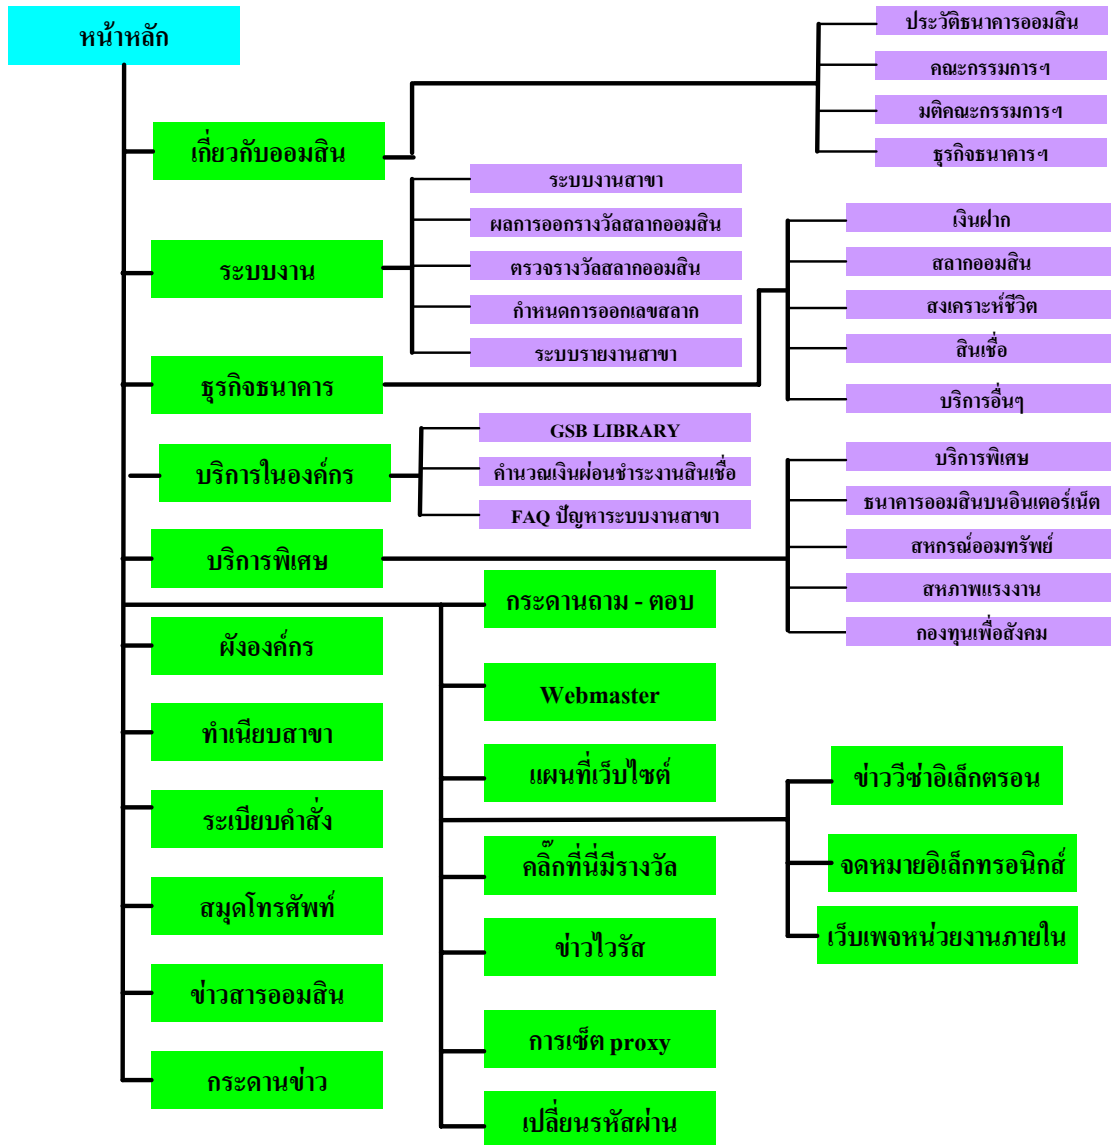 หน้าหลัก
เกี่ยวกับออมสิน
ประวัติธนาคารออมสิน
คณะกรรมการฯ
มติคณะกรรมการฯ
ธุรกิจธนาคารฯ
ระบบงาน
ระบบงานสาขา
ผลการออกรางวัลสลากออมสิน
ตรวจรางวัลสลากออมสิน
กำหนดการออกเลขสลาก
ระบบรายงานสาขา
ธุรกิจธนาคาร
เงินฝาก
สลากออมสิน
สงเคราะห์ชีวิต
สินเชื่อ
บริการอื่นๆ
บริการในองค์กร
GSB LIBRARY
คำนวณเงินผ่อนชำระงานสินเชื่อ
FAQ ปัญหาระบบงานสาขา
บริการพิเศษ
บริการพิเศษ
ธนาคารออมสินบนอินเตอร์เน็ต
สหกรณ์ออมทรัพย์
สหภาพแรงงาน
กองทุนเพื่อสังคม
ผังองค์กร
ทำเนียบสาขา
ระเบียบคำสั่ง
สมุดโทรศัพท์
ข่าวสารออมสิน
กระดานข่าว
กระดานถาม - ตอบ
Webmaster
แผนที่เว็บไซต์
คลิ๊กที่นี่มีรางวัล
ข่าวไวรัส
การเซ็ต proxy
เปลี่ยนรหัสผ่าน
ข่าววีซ่าอิเล็กตรอน
จดหมายอิเล็กทรอนิกส์
เว็บเพจหน่วยงานภายใน